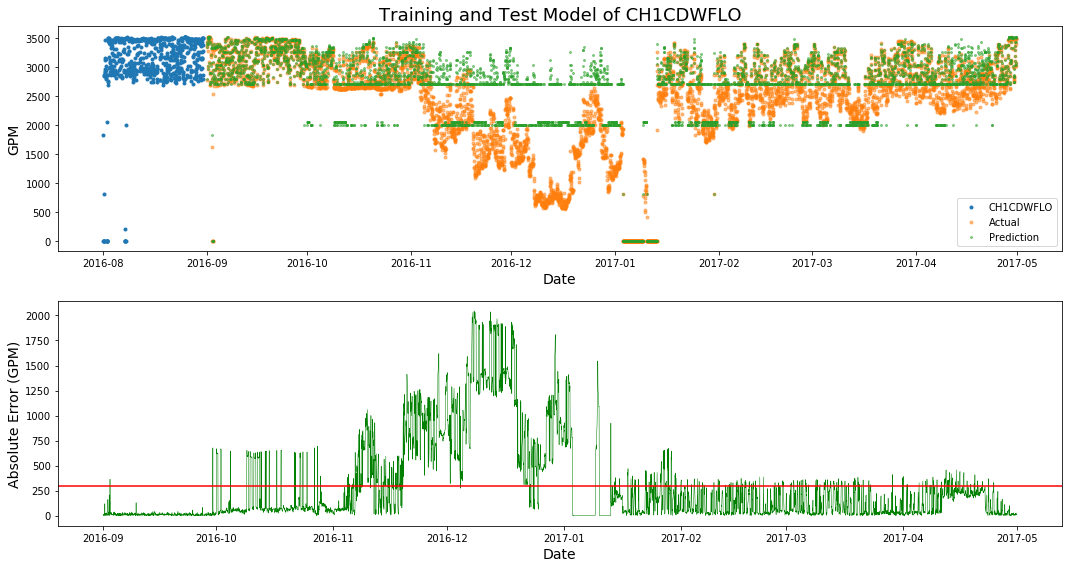 Training and Test Model of CH1CDWFLO
GPM
3500
3000
2500
2000
1500
1000
500
0
CH1CDWFLO
Actual
Prediction
2016-08 2016-09 2016-10 2016-11 2016-12 2017-01 2017-02 2017-03 2017-04 2017-05
Date
Absolute Error (GPM)
2000
1750
1500
1250
1000
750
500
250
0
2016-09 2016-10 2016-11 2016-12 2017-01 2017-02 2017-03 2017-04 2017-05
Date